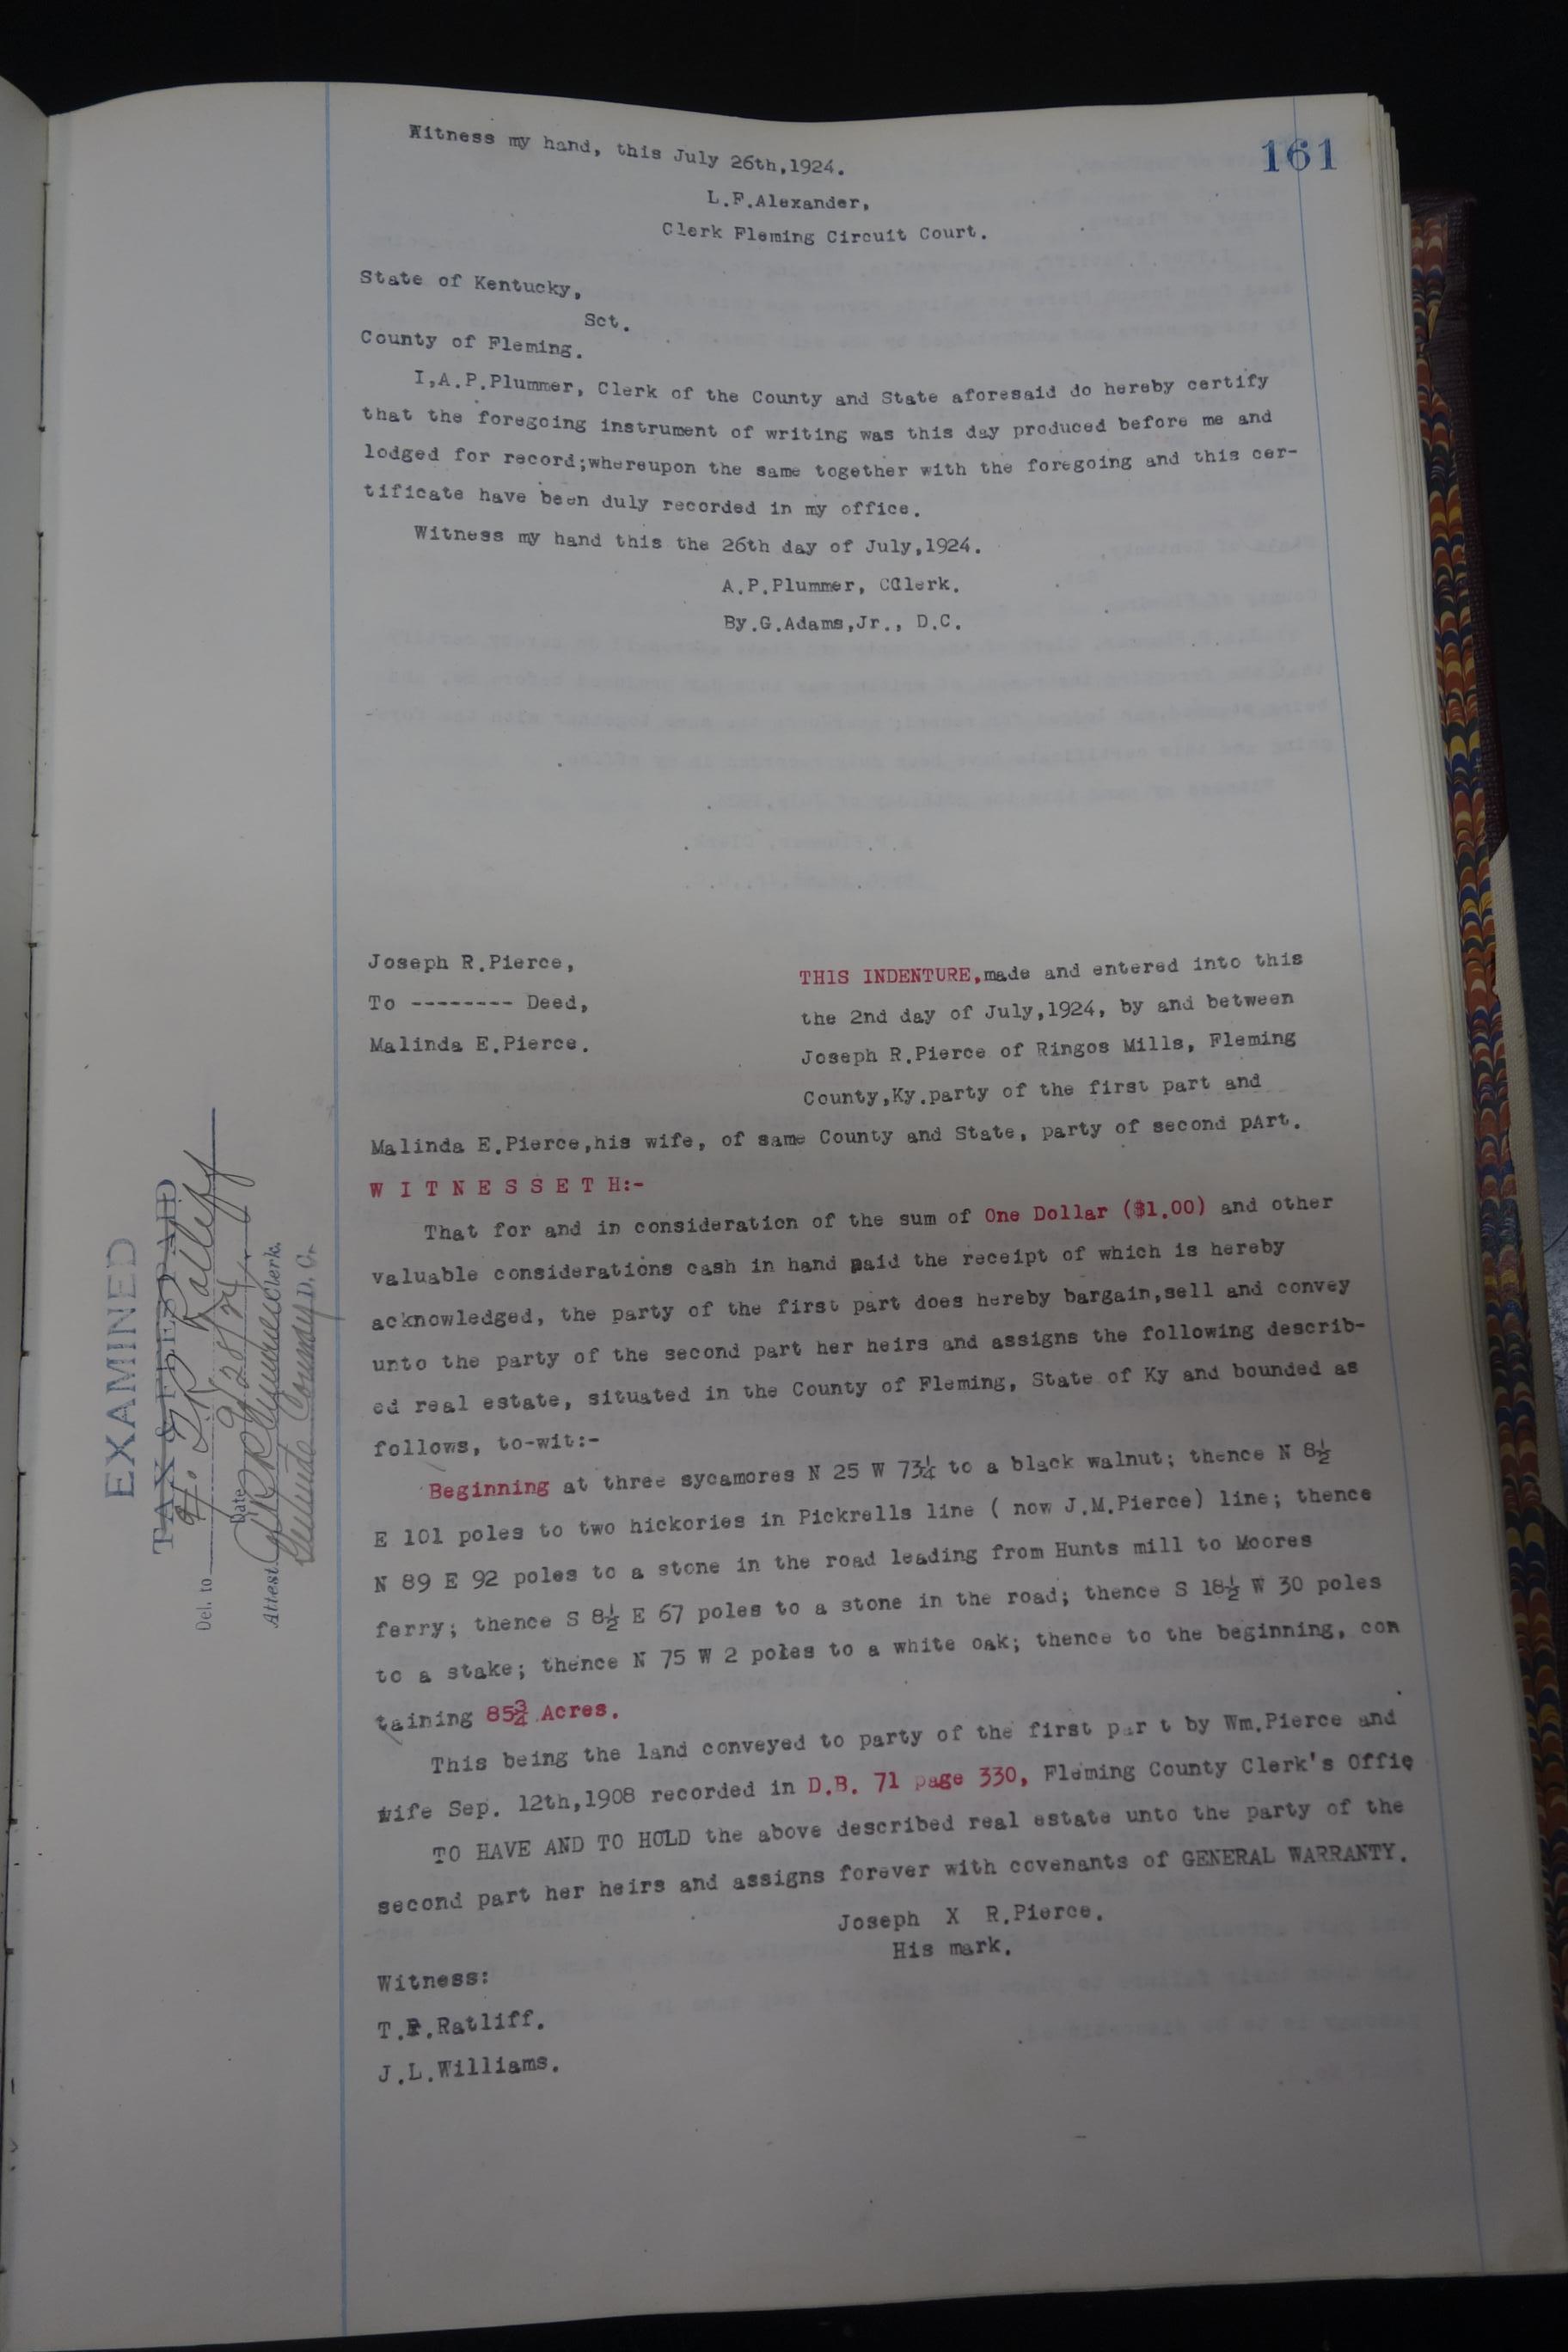 161
Witness my hand, this July 26th,1924.
L.F.Alexander,
Clerk Fleming Circuit Court.
State of Kentucky,
Sct.
County of Fleming.
I,A.P.Plummer, Clerk of the County and State aforesaid do hereby certify
that the foregoing instrument of writing was this day produced before me and
lodged for record;whereupon the same together with the foregoing and this cer-
tificate have been duly recorded in my office.
Witness my hand this the 26th day of July,1924.
A.P.Plummer, CClerk.
By.G.Adams,Jr., D.C.
Joseph R.Pierce,
To -------- Deed,
Malinda E.Pierce.
THIS INDENTURE,made and entered into this
the 2nd day of July,1924, by and between
Joseph R.Pierce of Ringos Mills, Fleming
County,Ky.party of the first part and
Malinda E.Pierce,his wife, of same County and State, party of second pArt.
W I T N E S S E T H:-
That for and in consideration of the sum of One Dollar ($1.00) and other
valuable considerations cash in hand paid the receipt of which is hereby
acknowledged, the party of the first part does hereby bargain,sell and convey
unto the party of the second part her heirs and assigns the following describ-
ed real estate, situated in the County of Fleming, State of Ky and bounded as
follows, to-wit:-
Beginning at three sycamores N 25 W 73¼ to a black walnut; thence N 8½
E 101 poles to two hickories in Pickrells line ( now J.M.Pierce) line; thence
N 89 E 92 poles to a stone in the road leading from Hunts mill to Moores
ferry; thence S 8½ E 67 poles to a stone in the road; thence S 18½ W 30 poles
to a stake; thence N 75 W 2 poles to a white oak; thence to the beginning, con
taining 85¾ Acres.
This being the land conveyed to party of the first par t by Wm.Pierce and
wife Sep. 12th,1908 recorded in D.B. 71 page 330, Fleming County Clerk's Offic
TO HAVE AND TO HOLD the above described real estate unto the party of the
second part her heirs and assigns forever with covenants of GENERAL WARRANTY.
Joseph X R.Pierce.
His mark.
Witness:
T.F.Ratliff.
J.L.Williams.
EXAMINED
TAX & FEES PAID
Del. to
Date 9/28/24
Attest A P Plummer Clerk.
D. C.